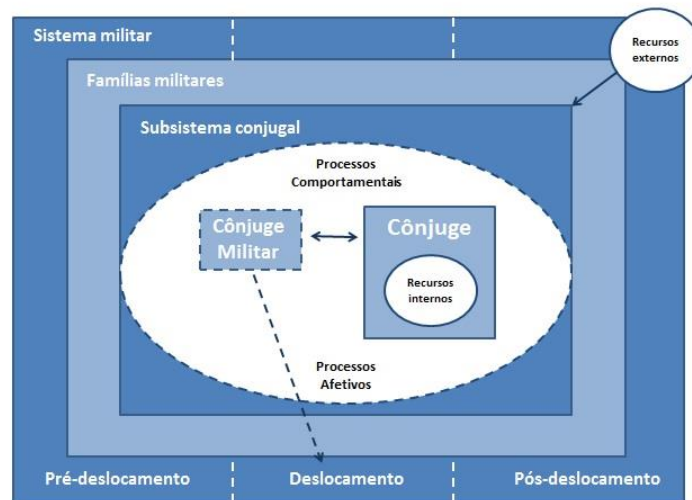 Sistema militar
Recursos
externos
Famílias militares
Subsistema conjugal
Processos
Comportamentais
Cônjuge
Militar
Cônjuge
Recursos
internos
Processos
Afetivos
Pré-deslocamento
Deslocamento
Pós-deslocamento